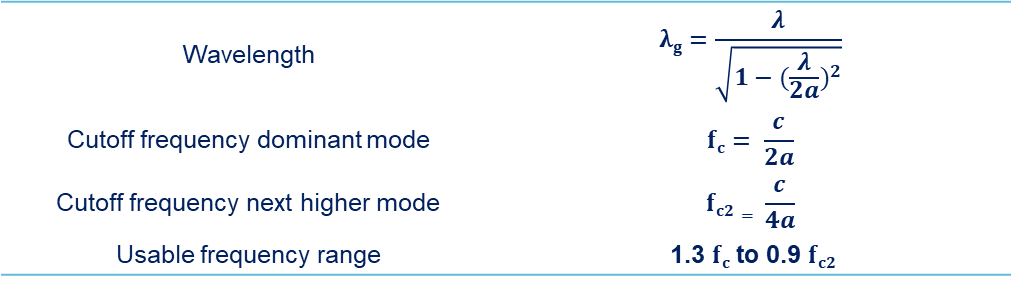 Wavelength λg = λ / √(1 − (λ/2a)²)
Cutoff frequency dominant mode fc = c/2a
Cutoff frequency next higher mode fc2 = c/4a
Usable frequency range 1.3 fc to 0.9 fc2